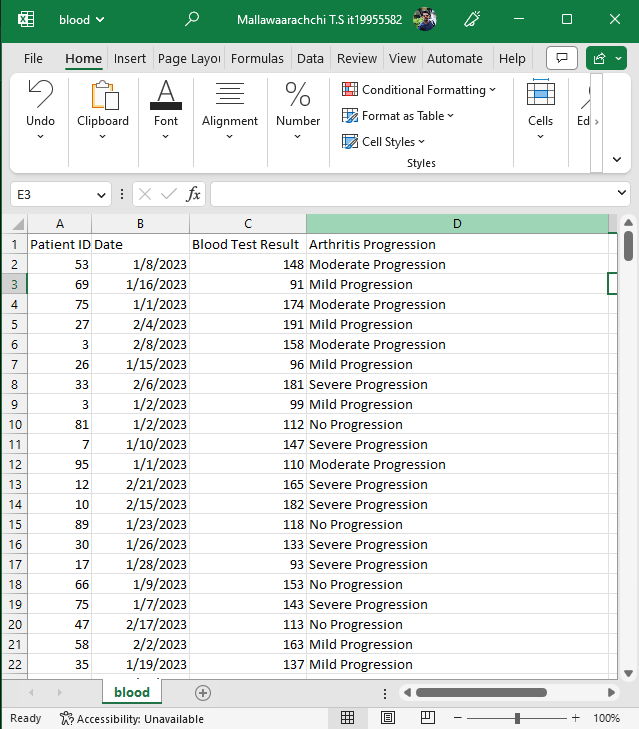 blood Mallawaarachchi T.S it19955582
File Home Insert Page Layou Formulas Data Review View Automate Help
Undo Clipboard Font Alignment Number Conditional Formatting Format as Table Cell Styles Styles Cells Ed
E3 fx
A B C D
1 Patient ID Date Blood Test Result Arthritis Progression
2 53 1/8/2023 148 Moderate Progression
3 69 1/16/2023 91 Mild Progression
4 75 1/1/2023 174 Moderate Progression
5 27 2/4/2023 191 Mild Progression
6 3 2/8/2023 158 Moderate Progression
7 26 1/15/2023 96 Mild Progression
8 33 2/6/2023 181 Severe Progression
9 3 1/2/2023 99 Mild Progression
10 81 1/2/2023 112 No Progression
11 7 1/10/2023 147 Severe Progression
12 95 1/1/2023 110 Moderate Progression
13 12 2/21/2023 165 Severe Progression
14 10 2/15/2023 182 Severe Progression
15 89 1/23/2023 118 No Progression
16 30 1/26/2023 133 Severe Progression
17 17 1/28/2023 93 Severe Progression
18 66 1/9/2023 153 No Progression
19 75 1/7/2023 143 Severe Progression
20 47 2/17/2023 113 No Progression
21 58 2/2/2023 163 Mild Progression
22 35 1/19/2023 137 Mild Progression
blood
Ready Accessibility: Unavailable 100%